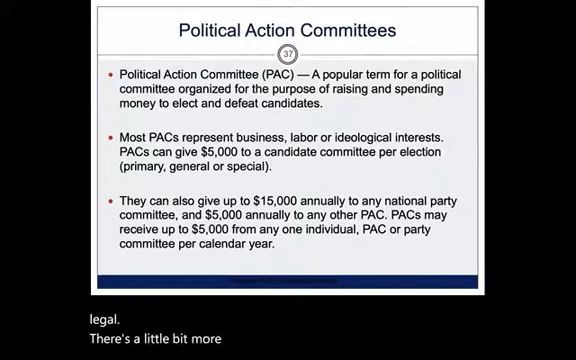 Political Action Committees
37
• Political Action Committee (PAC) — A popular term for a political
committee organized for the purpose of raising and spending
money to elect and defeat candidates.
• Most PACs represent business, labor or ideological interests.
PACs can give $5,000 to a candidate committee per election
(primary, general or special).
• They can also give up to $15,000 annually to any national party
committee, and $5,000 annually to any other PAC. PACs may
receive up to $5,000 from any one individual, PAC or party
committee per calendar year.
legal.
There's a little bit more